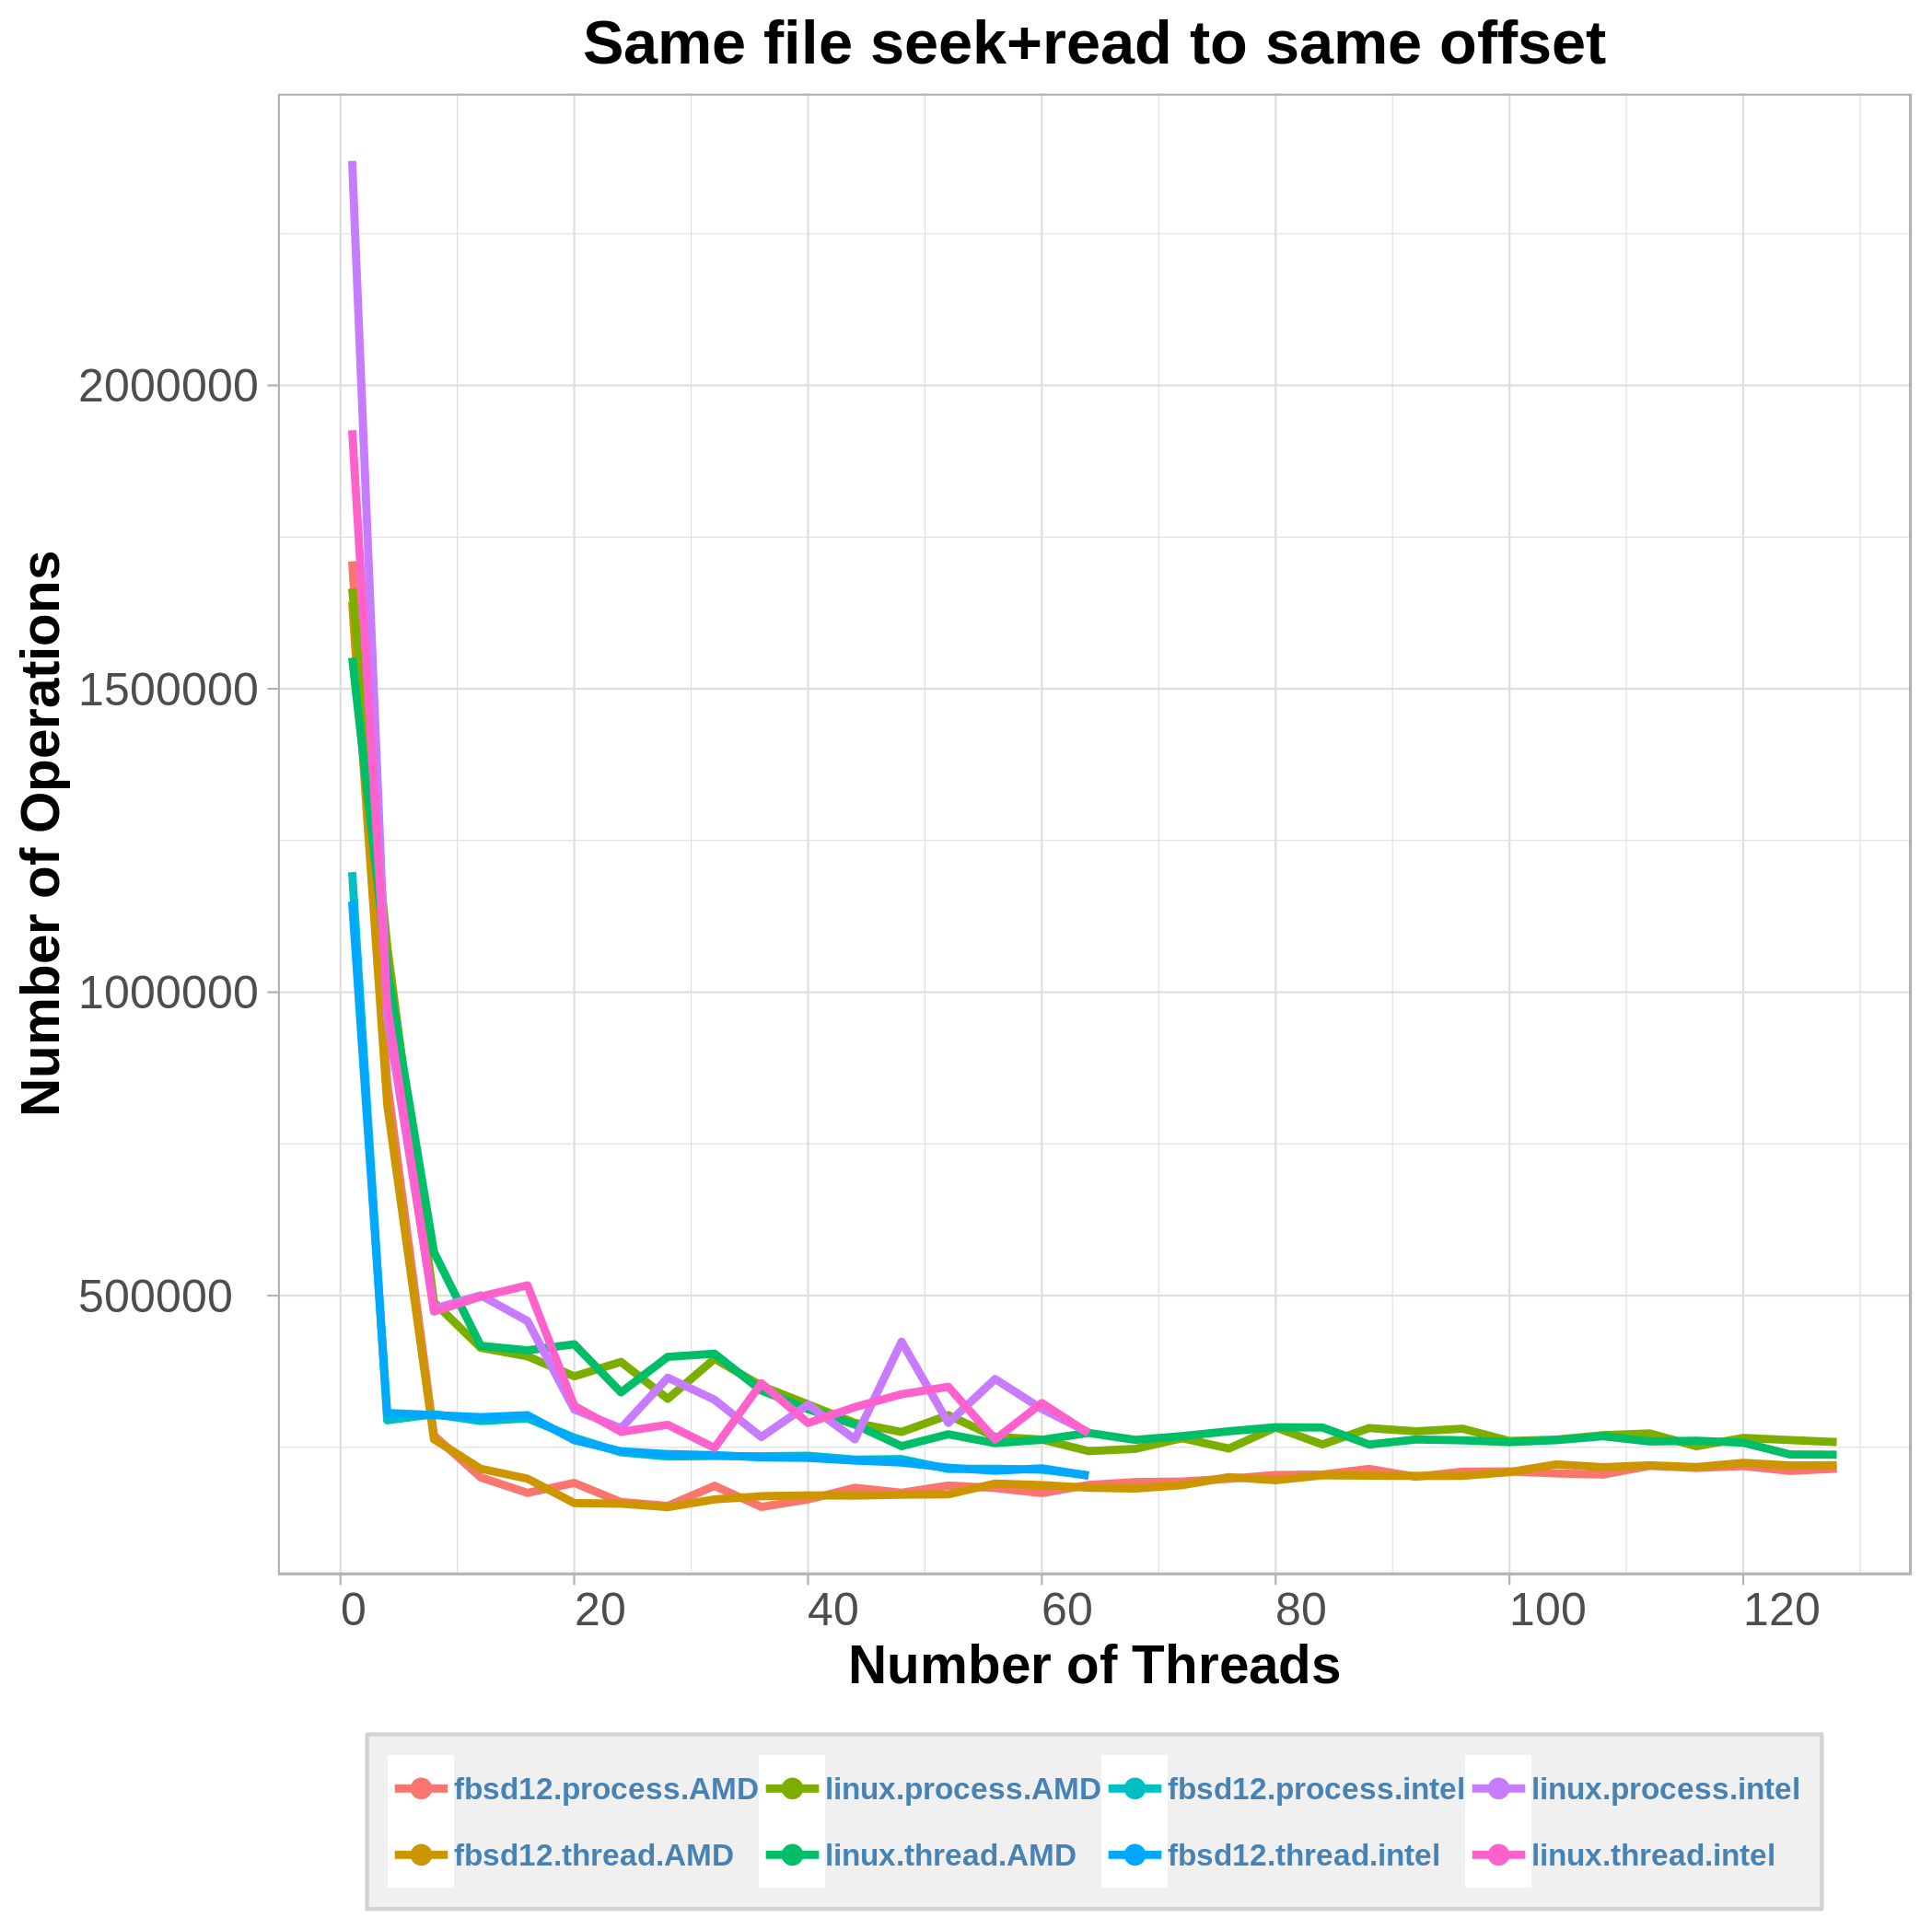 Same file seek+read to same offset
Number of Operations
2000000
1500000
1000000
500000
0 20 40 60 80 100 120
Number of Threads
fbsd12.process.AMD linux.process.AMD fbsd12.process.intel linux.process.intel
fbsd12.thread.AMD linux.thread.AMD fbsd12.thread.intel linux.thread.intel